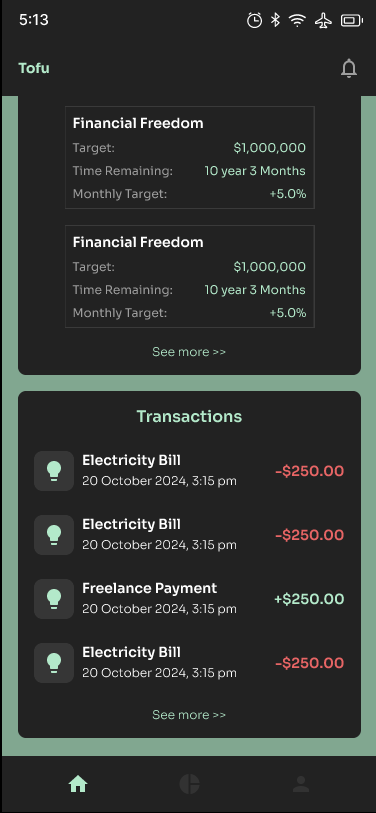 5:13
Tofu
Financial Freedom
Target: $1,000,000
Time Remaining: 10 year 3 Months
Monthly Target: +5.0%
Financial Freedom
Target: $1,000,000
Time Remaining: 10 year 3 Months
Monthly Target: +5.0%
See more >>
Transactions
Electricity Bill
20 October 2024, 3:15 pm -$250.00
Electricity Bill
20 October 2024, 3:15 pm -$250.00
Freelance Payment
20 October 2024, 3:15 pm +$250.00
Electricity Bill
20 October 2024, 3:15 pm -$250.00
See more >>